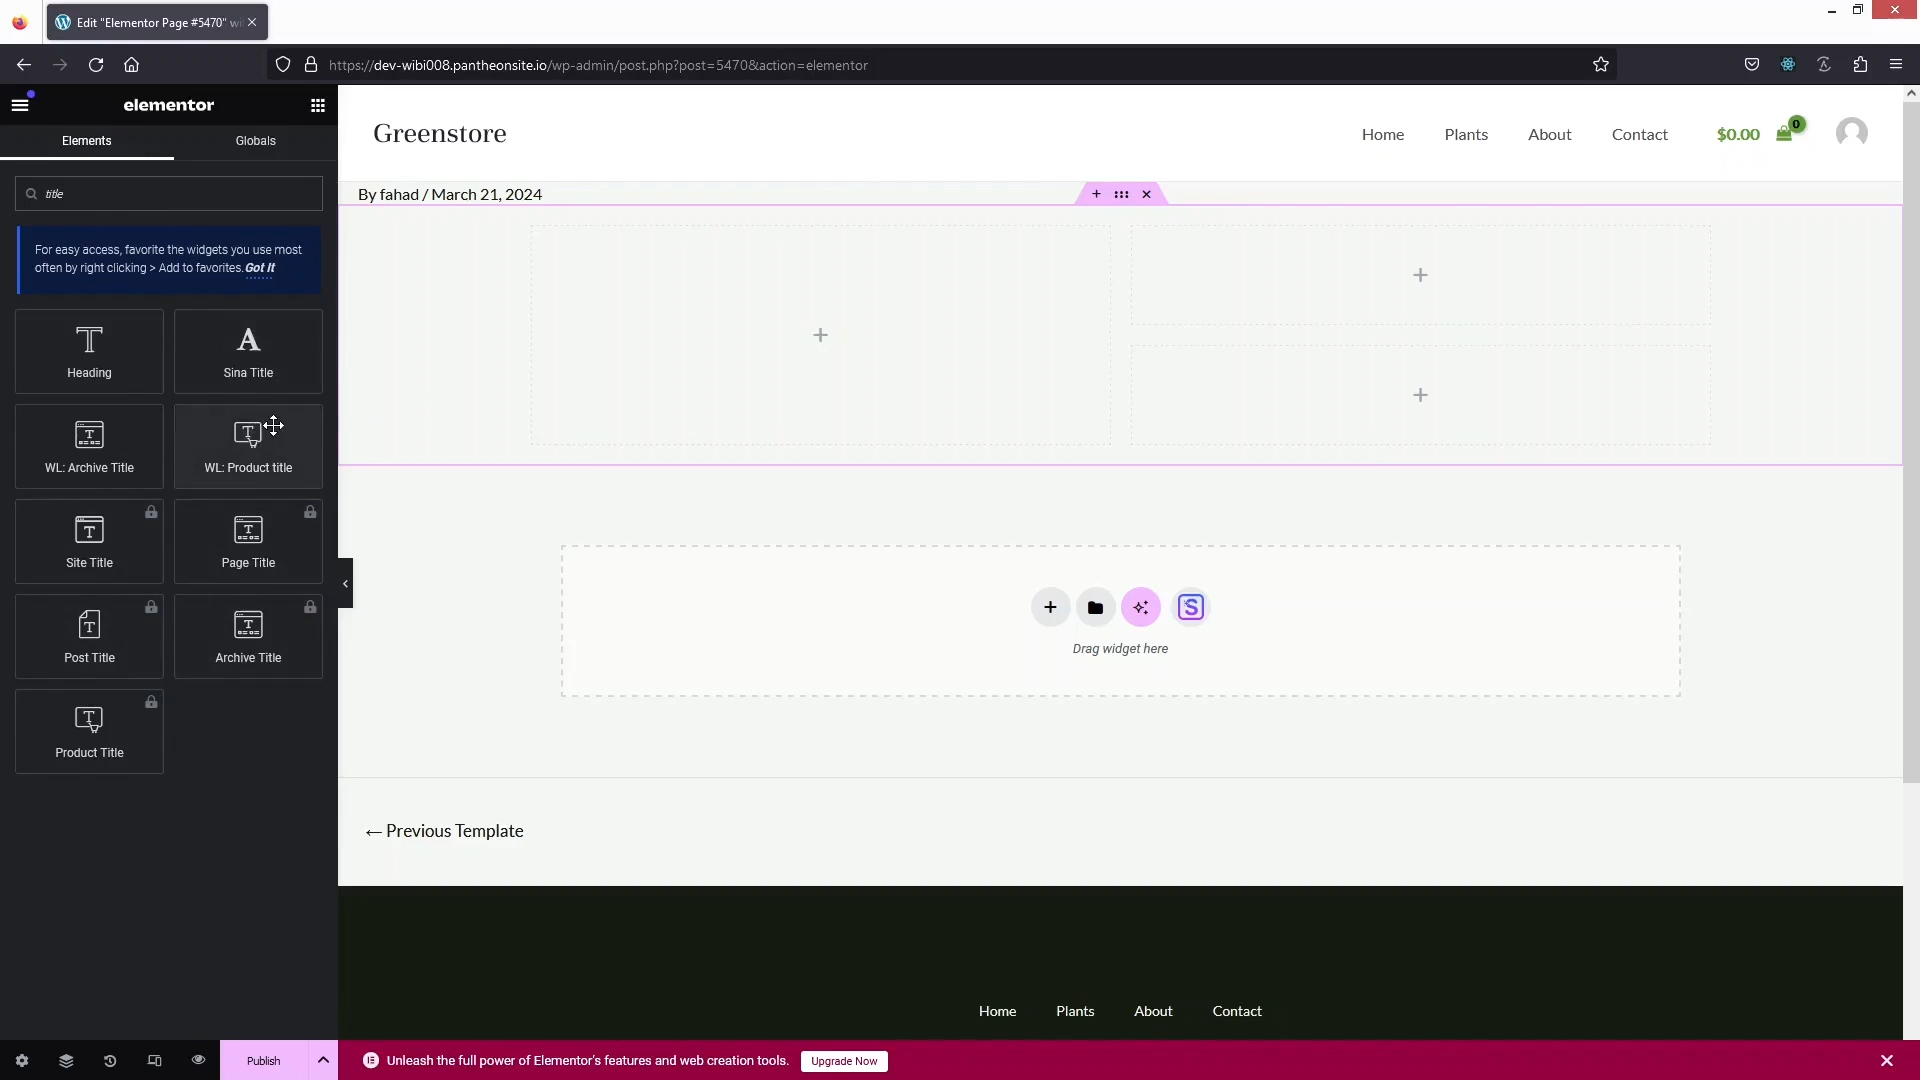 Edit "Elementor Page #5470" wi
https://dev-wibi008.pantheonsite.io/wp-admin/post.php?post=5470&action=elementor
elementor
Elements
Globals
title
For easy access, favorite the widgets you use most
often by right clicking > Add to favorites. Got It
Heading
Sina Title
WL: Archive Title
WL: Product title
Site Title
Page Title
Post Title
Archive Title
Product Title
Publish
Greenstore
Home
Plants
About
Contact
$0.00
0
By fahad / March 21, 2024
Drag widget here
← Previous Template
Home
Plants
About
Contact
Unleash the full power of Elementor's features and web creation tools.
Upgrade Now